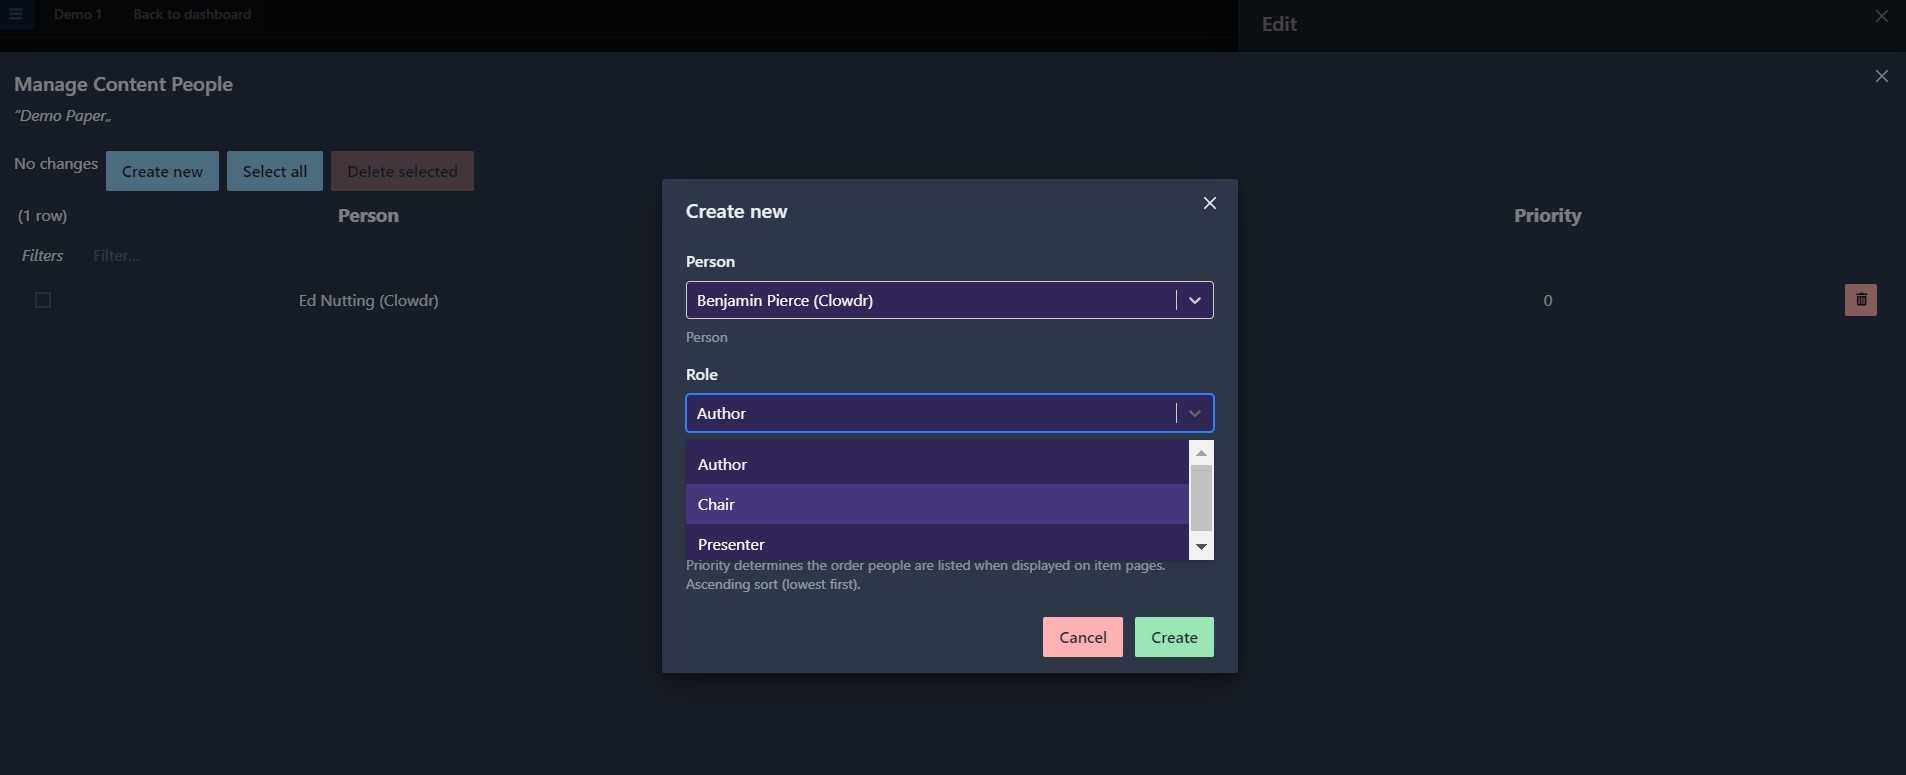 Demo 1 Back to dashboard
Edit
Manage Content People
“Demo Paper„
No changes Create new Select all Delete selected
(1 row) Person Priority
Filters Filter...
Ed Nutting (Clowdr) 0
Create new
Person
Benjamin Pierce (Clowdr)
Person
Role
Author
Author
Chair
Presenter
Priority determines the order people are listed when displayed on item pages.
Ascending sort (lowest first).
Cancel Create